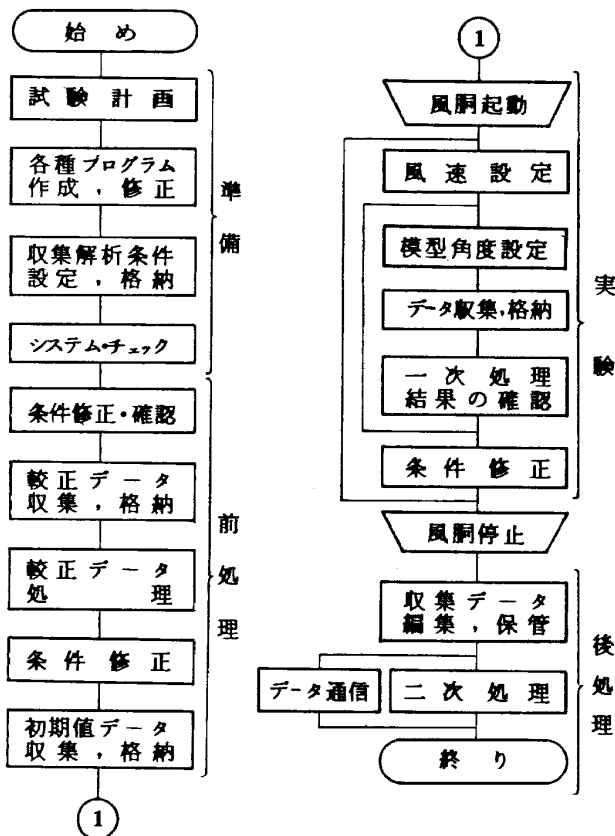 始め
試験計画
各種プログラム
作成，修正
収集解析条件
設定，格納
システム・チェック
準備
条件修正・確認
較正データ
収集，格納
較正データ
処理
条件修正
初期値データ
収集，格納
前処理
1
1
風胴起動
風速設定
模型角度設定
データ収集，格納
一次処理
結果の確認
条件修正
実験
風胴停止
収集データ
編集，保管
データ通信
二次処理
後処理
終り